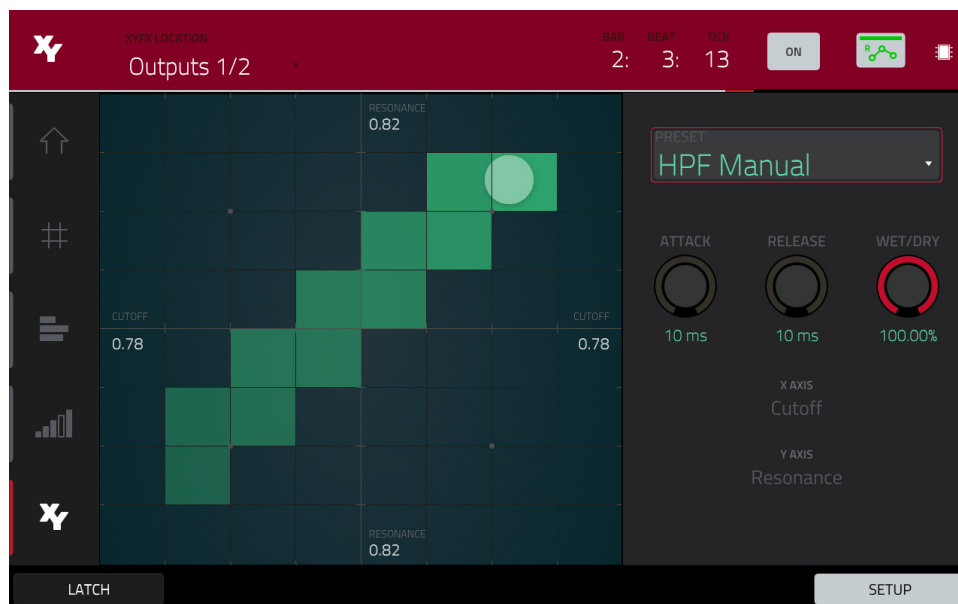 XY
XYFX LOCATION
Outputs 1/2
BAR BEAT TICK
2: 3: 13
ON
R
RESONANCE
0.82
PRESET
HPF Manual
ATTACK RELEASE WET/DRY
10 ms 10 ms 100.00%
CUTOFF CUTOFF
0.78 0.78
X AXIS
Cutoff
Y AXIS
Resonance
XY
RESONANCE
0.82
LATCH SETUP